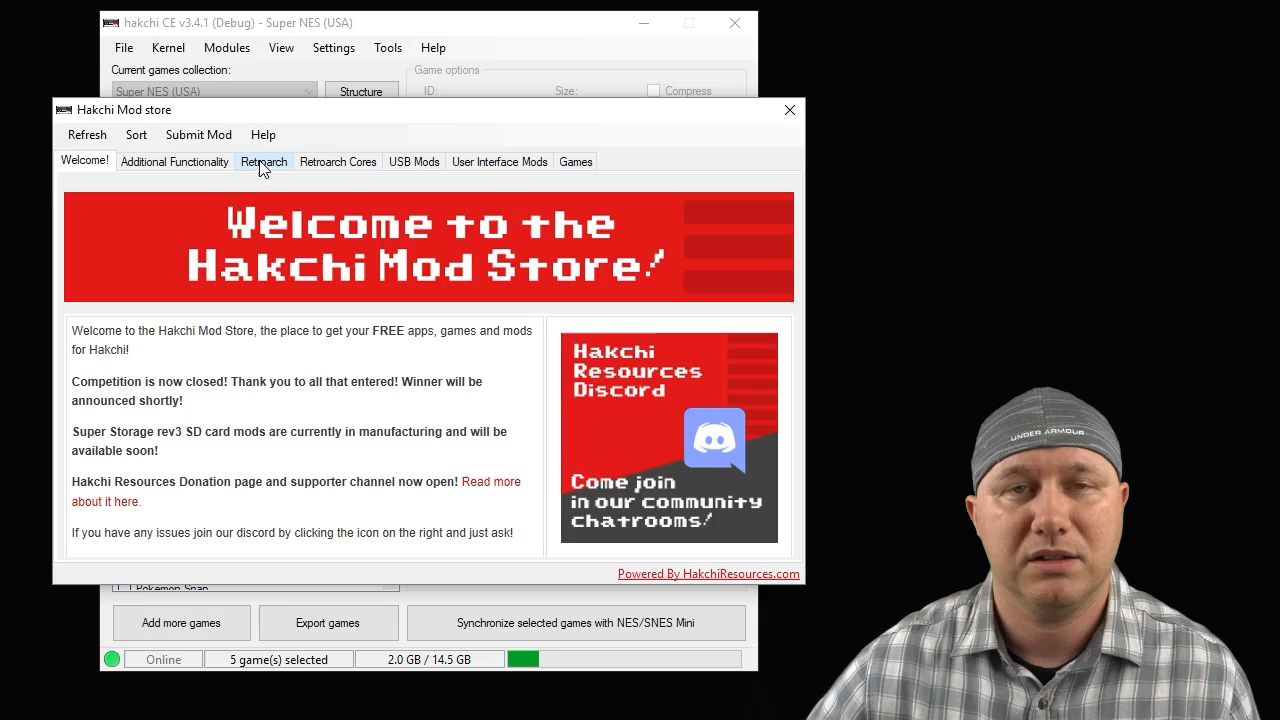 hakchi CE v3.4.1 (Debug) - Super NES (USA)
File Kernel Modules View Settings Tools Help
Current games collection: Game options
Super NES (USA) Structure ID: Size: Compress
Hakchi Mod store
Refresh Sort Submit Mod Help
Welcome! Additional Functionality Retroarch Retroarch Cores USB Mods User Interface Mods Games
Welcome to the
Hakchi Mod Store!
Welcome to the Hakchi Mod Store, the place to get your FREE apps, games and mods
for Hakchi!
Competition is now closed! Thank you to all that entered! Winner will be
announced shortly!
Super Storage rev3 SD card mods are currently in manufacturing and will be
available soon!
Hakchi Resources Donation page and supporter channel now open! Read more
about it here.
If you have any issues join our discord by clicking the icon on the right and just ask!
Hakchi
Resources
Discord
Come join
in our community
chatrooms!
Powered By HakchiResources.com
Pokemon Snap
Add more games Export games Synchronize selected games with NES/SNES Mini
Online 5 game(s) selected 2.0 GB / 14.5 GB
UNDER ARMOUR